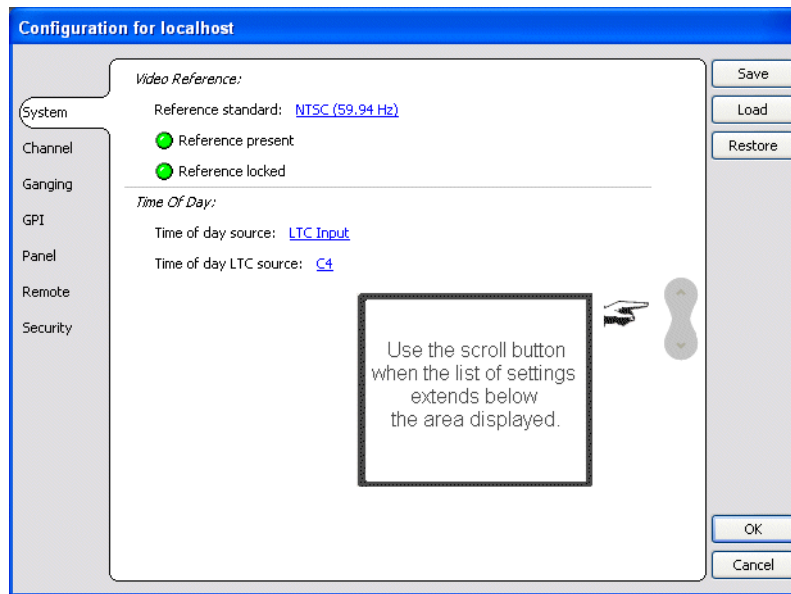 Configuration for localhost
System
Channel
Ganging
GPI
Panel
Remote
Security
Video Reference:
Reference standard: NTSC (59.94 Hz)
Reference present
Reference locked
Time Of Day:
Time of day source: LTC Input
Time of day LTC source: C4
Use the scroll button
when the list of settings
extends below
the area displayed.
Save
Load
Restore
OK
Cancel